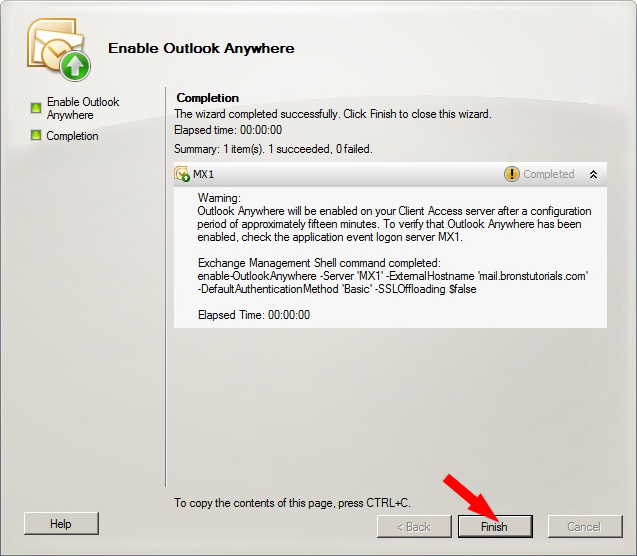 Enable Outlook Anywhere
Enable Outlook
Anywhere
Completion
Completion
The wizard completed successfully. Click Finish to close this wizard.
Elapsed time: 00:00:00
Summary: 1 item(s). 1 succeeded, 0 failed.
MX1
Completed
Warning:
Outlook Anywhere will be enabled on your Client Access server after a configuration
period of approximately fifteen minutes. To verify that Outlook Anywhere has been
enabled, check the application event logon server MX1.
Exchange Management Shell command completed:
enable-OutlookAnywhere -Server 'MX1' -ExternalHostname 'mail.bronstutorials.com'
-DefaultAuthenticationMethod 'Basic' -SSLOffloading $false
Elapsed Time: 00:00:00
To copy the contents of this page, press CTRL+C.
Help
< Back
Finish
Cancel